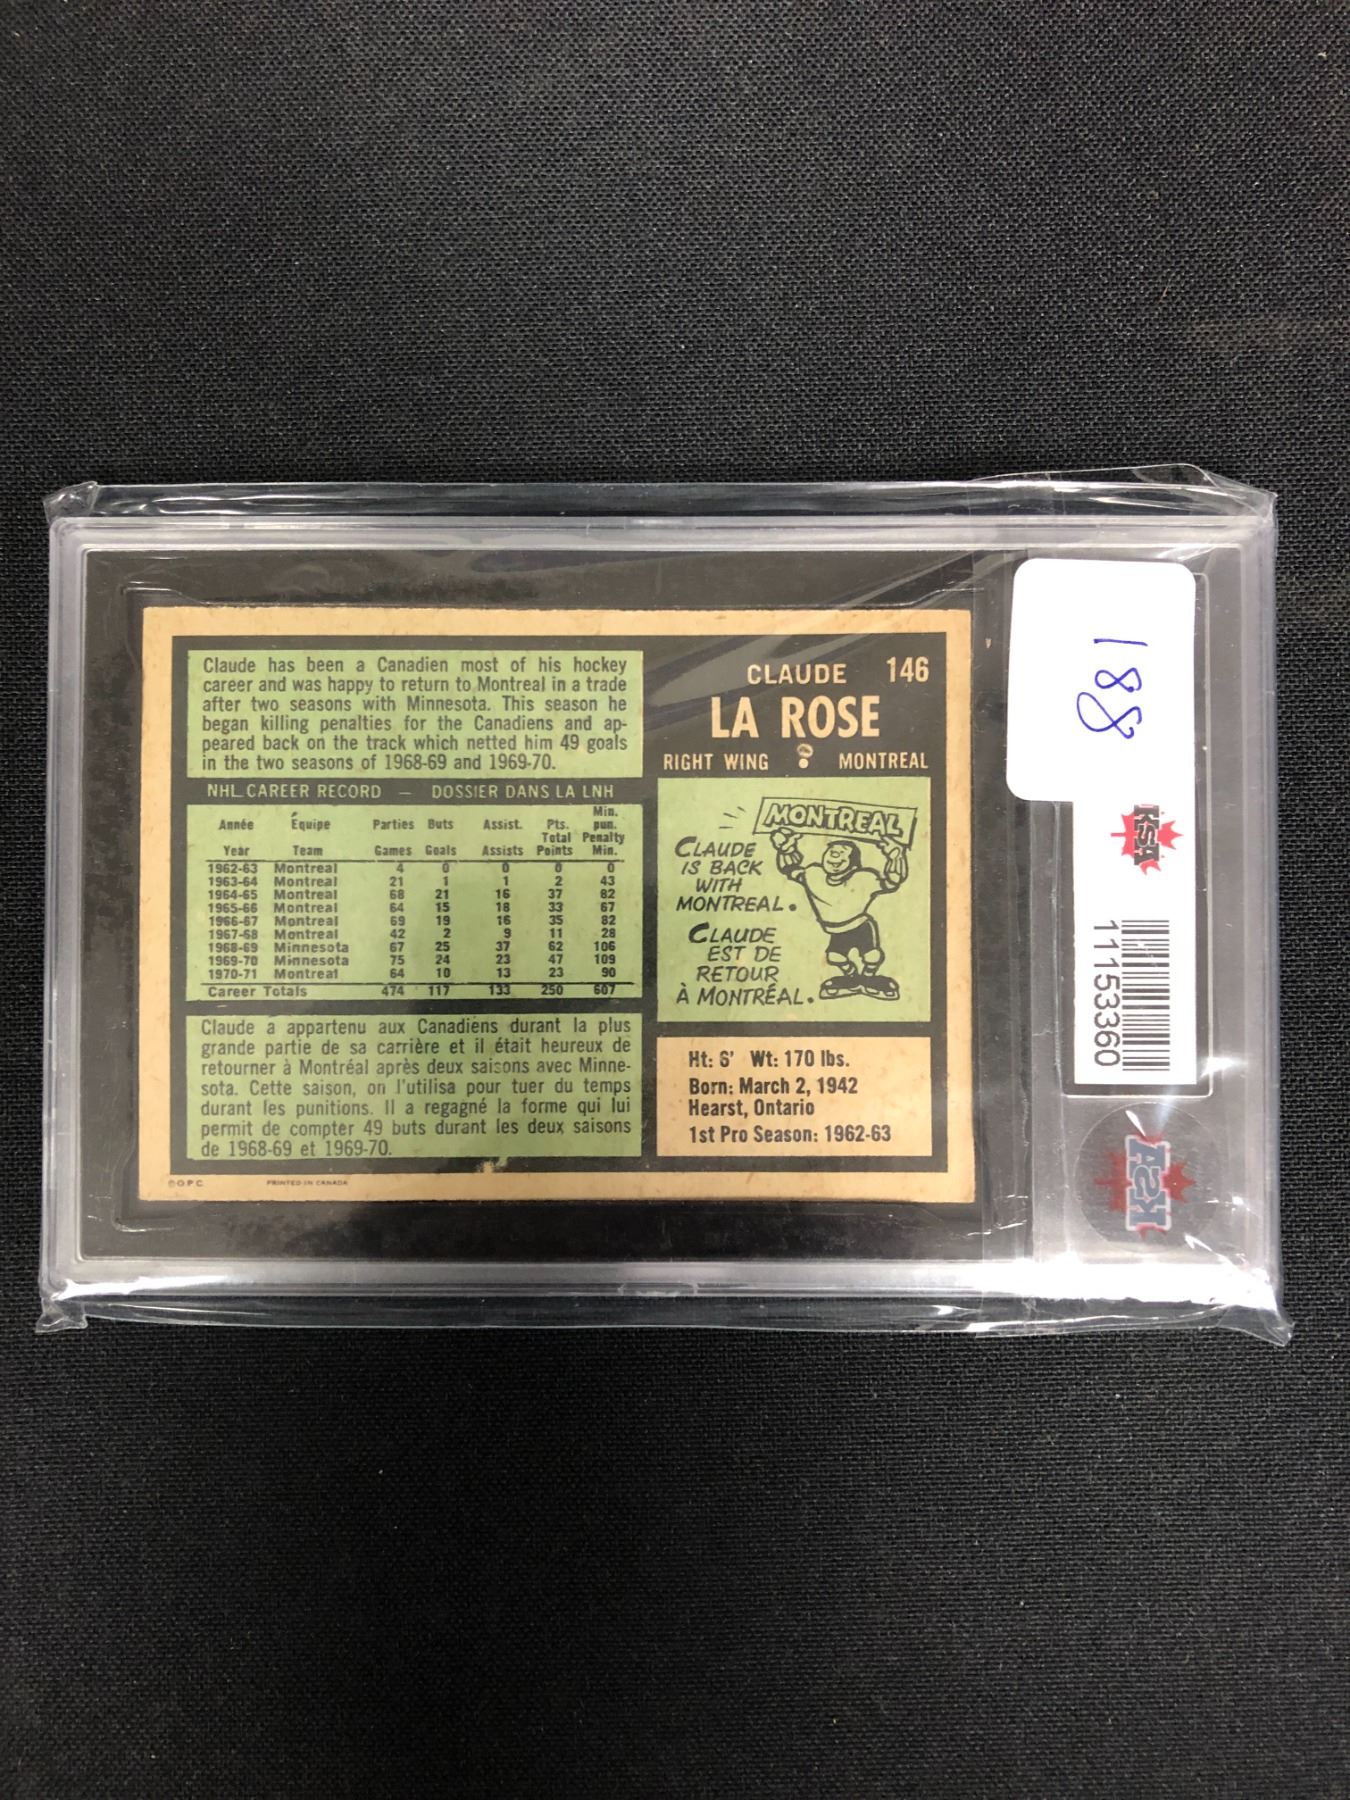 Claude has been a Canadien most of his hockey
career and was happy to return to Montreal in a trade
after two seasons with Minnesota. This season he
began killing penalties for the Canadiens and ap-
peared back on the track which netted him 49 goals
in the two seasons of 1968-69 and 1969-70.
NHL CAREER RECORD — DOSSIER DANS LA LNH
Année Équipe Parties Buts Assist. Pts. Total Min. pun. Penalty
Year Team Games Goals Assists Points Min.
1962-63 Montreal 4 0 0 0 0
1963-64 Montreal 21 1 1 2 43
1964-65 Montreal 68 21 16 37 82
1965-66 Montreal 64 15 18 33 67
1966-67 Montreal 69 19 16 35 82
1967-68 Montreal 42 2 9 11 28
1968-69 Minnesota 67 25 37 62 106
1969-70 Minnesota 75 24 23 47 109
1970-71 Montreal 64 10 13 23 90
Career Totals 474 117 133 250 607
Claude a appartenu aux Canadiens durant la plus
grande partie de sa carrière et il était heureux de
retourner à Montréal après deux saisons avec Minne-
sota. Cette saison, on l'utilisa pour tuer du temps
durant les punitions. Il a regagné la forme qui lui
permit de compter 49 buts durant les deux saisons
de 1968-69 et 1969-70.
©O.P.C. PRINTED IN CANADA
CLAUDE 146
LA ROSE
RIGHT WING MONTREAL
MONTREAL
CLAUDE
IS BACK
WITH
MONTREAL.
CLAUDE
EST DE
RETOUR
À MONTRÉAL.
Ht: 6' Wt: 170 lbs.
Born: March 2, 1942
Hearst, Ontario
1st Pro Season: 1962-63
188
KSA
11153360
KSA